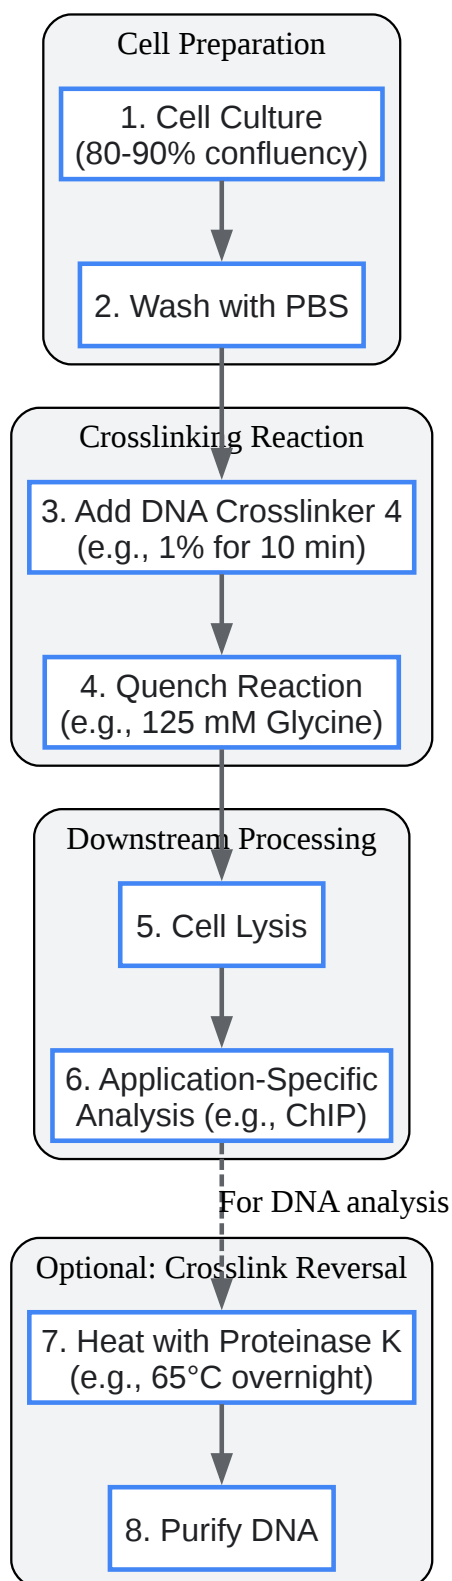 Cell Preparation
1. Cell Culture
(80-90% confluency)
2. Wash with PBS
Crosslinking Reaction
3. Add DNA Crosslinker 4
(e.g., 1% for 10 min)
4. Quench Reaction
(e.g., 125 mM Glycine)
Downstream Processing
5. Cell Lysis
6. Application-Specific
Analysis (e.g., ChIP)
For DNA analysis
Optional: Crosslink Reversal
7. Heat with Proteinase K
(e.g., 65°C overnight)
8. Purify DNA